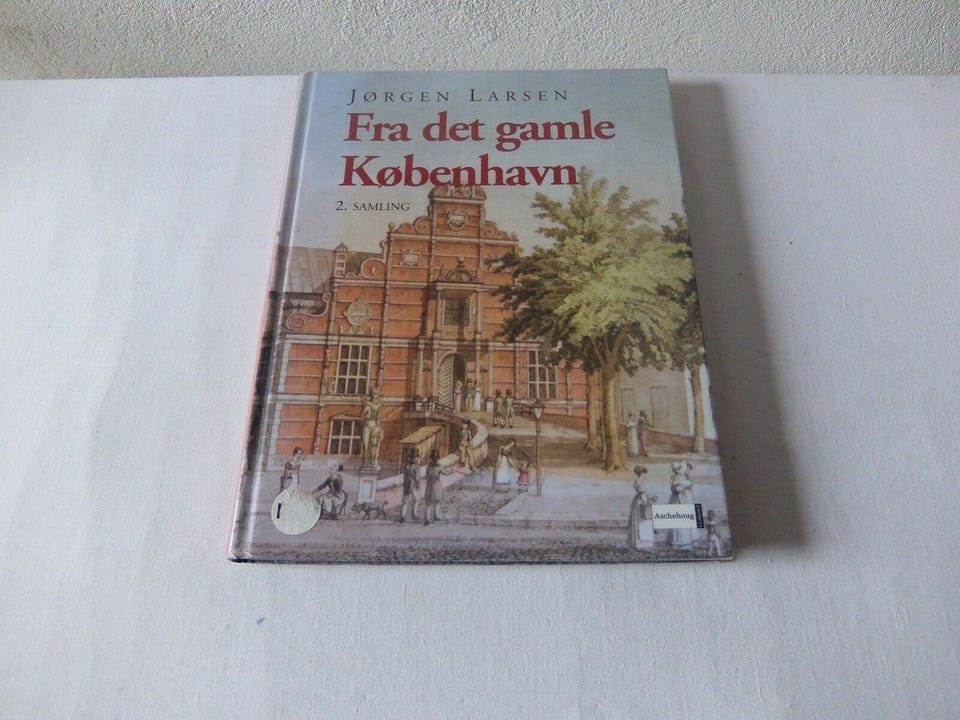 JØRGEN LARSEN
Fra det gamle
København
2. SAMLING
Aschehoug